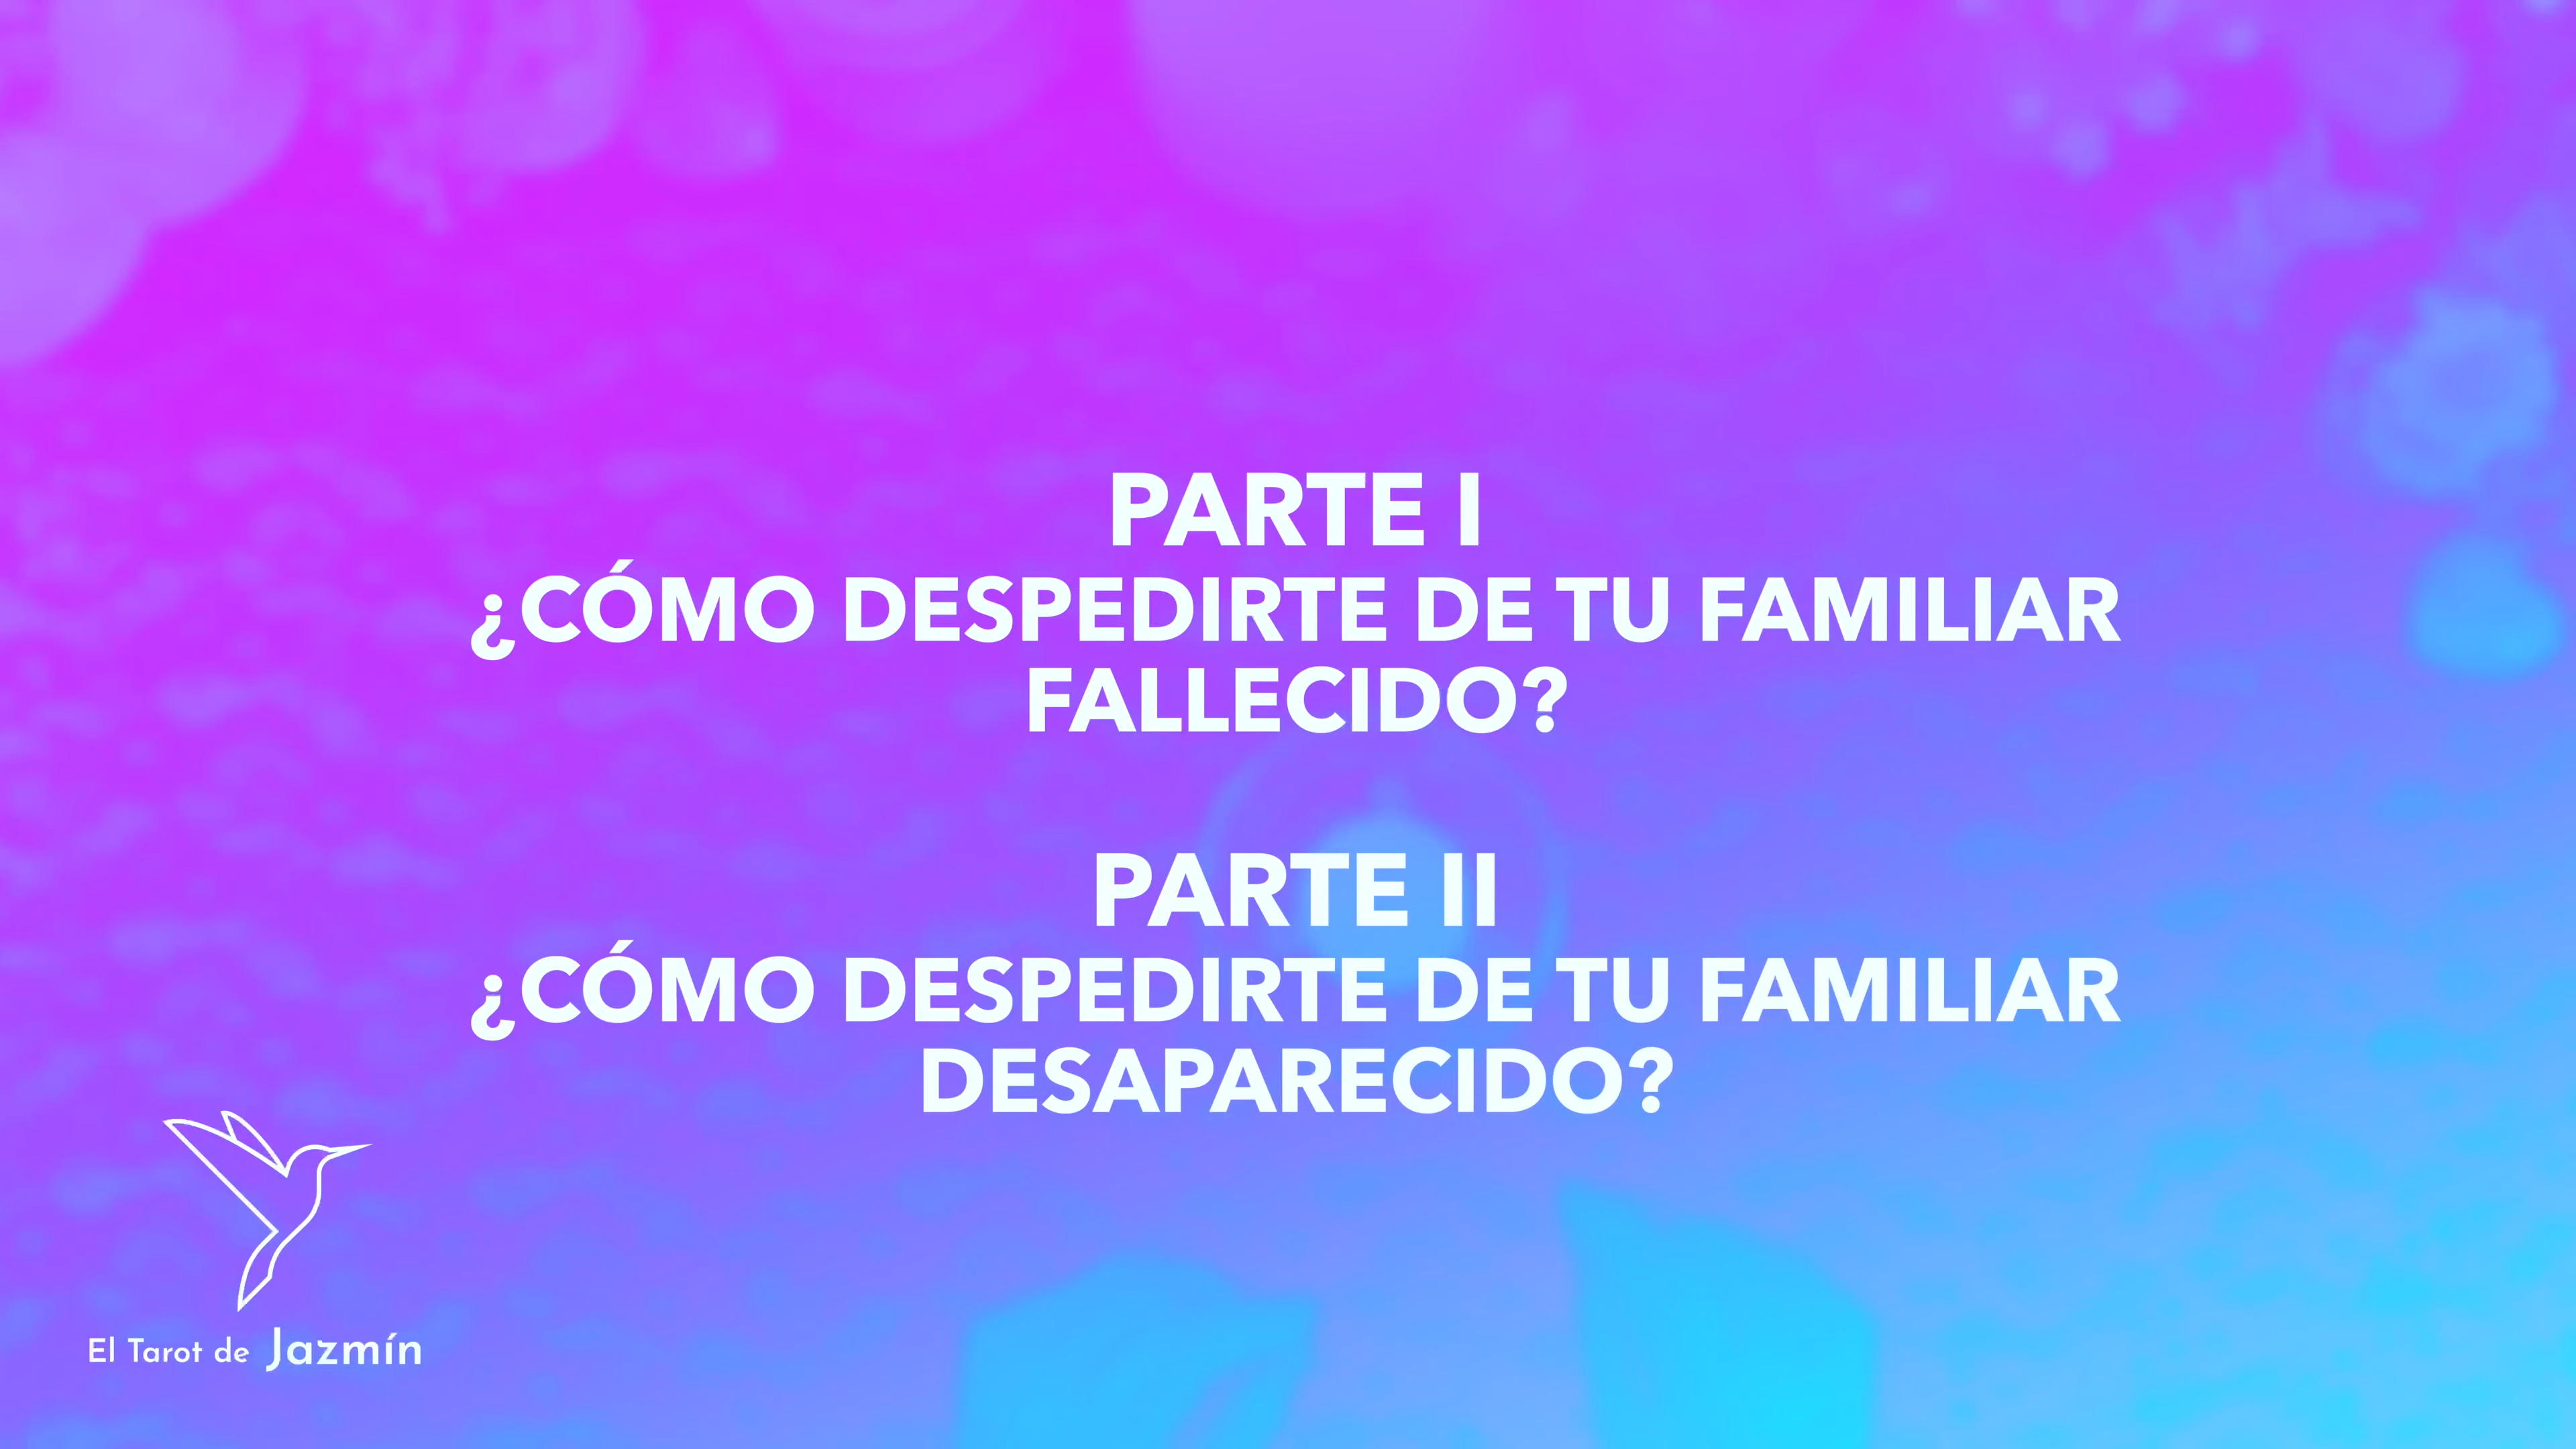 PARTE I
¿CÓMO DESPEDIRTE DE TU FAMILIAR
FALLECIDO?
PARTE II
¿CÓMO DESPEDIRTE DE TU FAMILIAR
DESAPARECIDO?
El Tarot de Jazmín